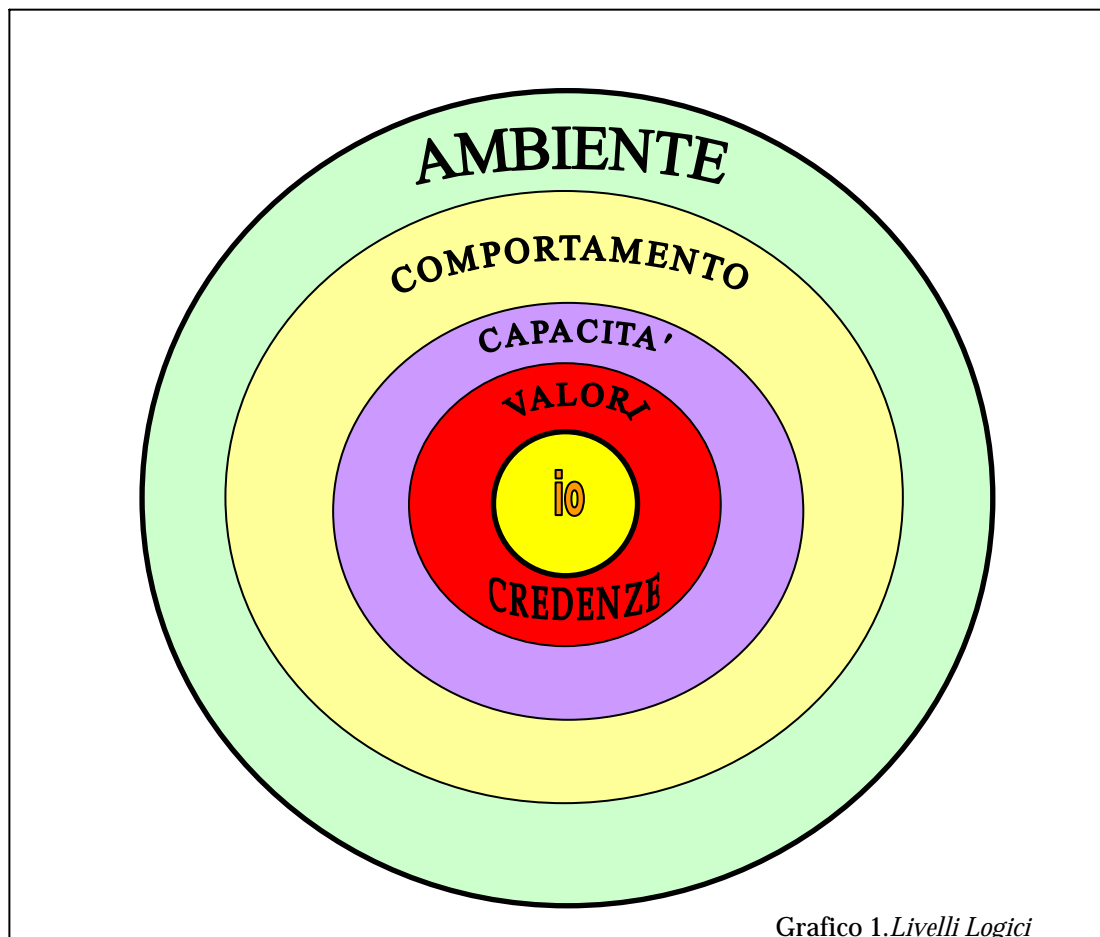 AMBIENTE
COMPORTAMENTO
CAPACITA'
VALORI
io
CREDENZE
Grafico 1.Livelli Logici